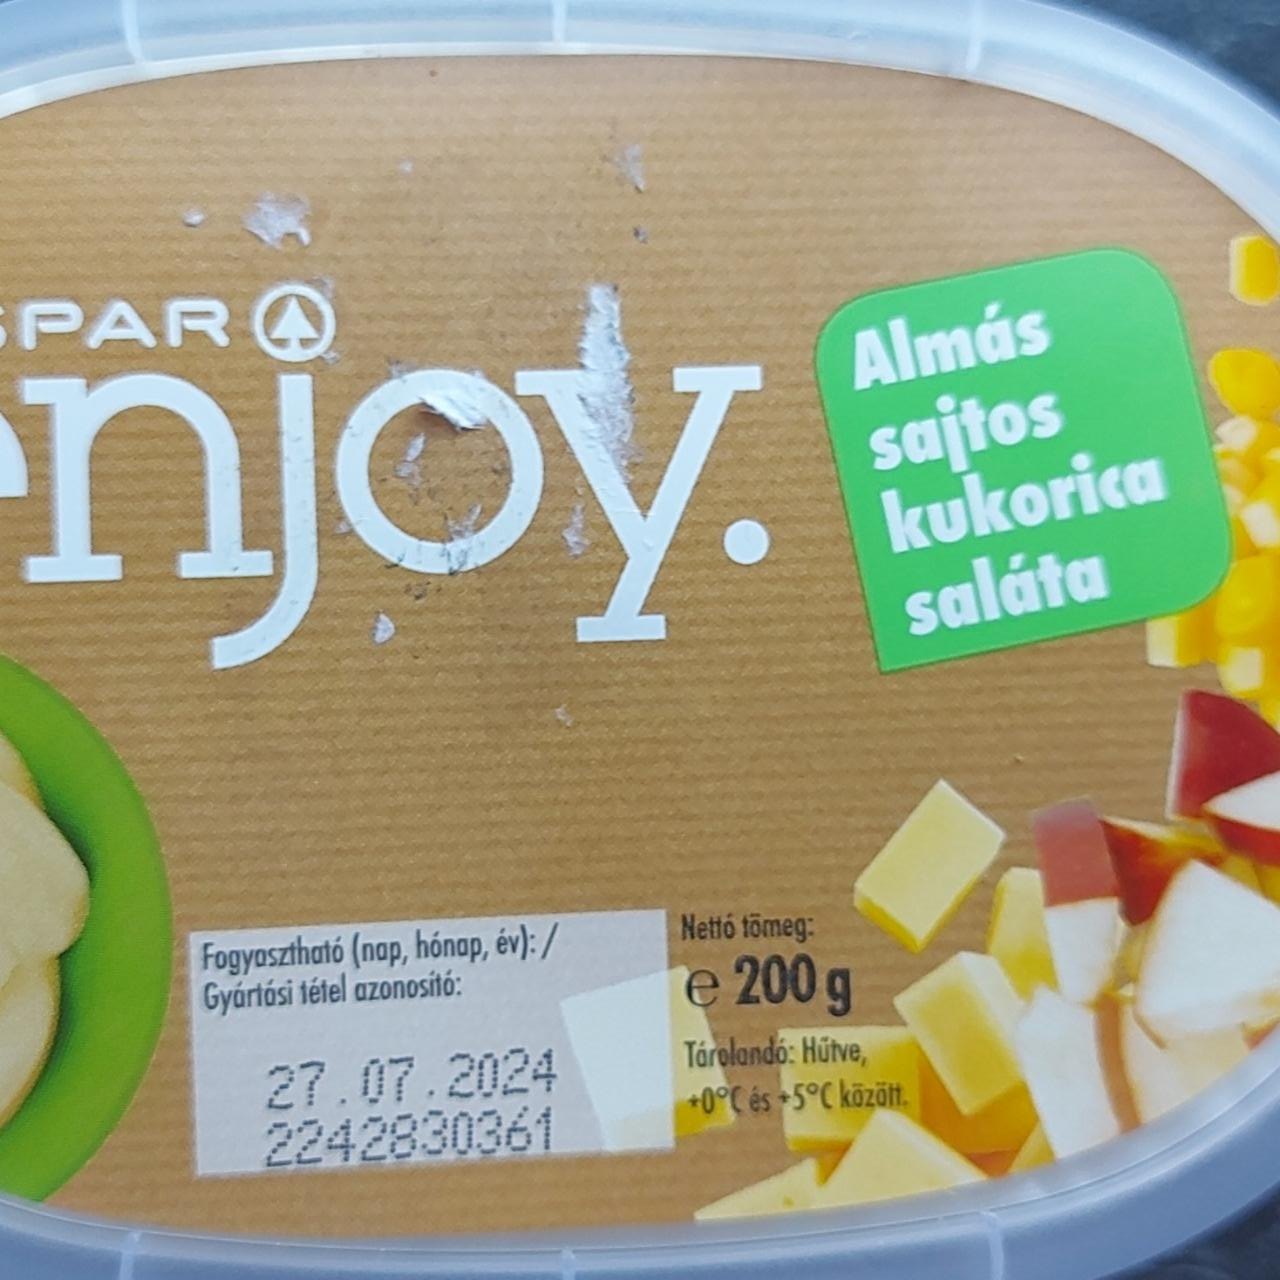 SPAR
enjoy.
Almás
sajtos
kukorica
saláta
Fogyasztható (nap, hónap, év): /
Gyártási tétel azonosító:
27.07.2024
2242830361
Nettó tömeg:
e 200 g
Tárolandó: Hűtve,
+0°C és +5°C között.